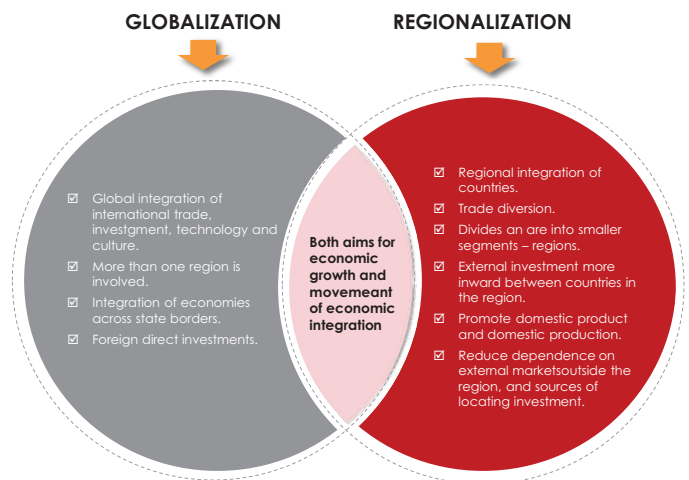 GLOBALIZATION
REGIONALIZATION
☑ Global integration of
international trade,
investgment, technology and
culture.
☑ More than one region is
involved.
☑ Integration of economies
across state borders.
☑ Foreign direct investments.
Both aims for
economic
growth and
movemeant
of economic
integration
☑ Regional integration of
countries.
☑ Trade diversion.
☑ Divides an are into smaller
segments – regions.
☑ External investment more
inward between countries in
the region.
☑ Promote domestic product
and domestic production.
☑ Reduce dependence on
external marketsoutside the
region, and sources of
locating investment.